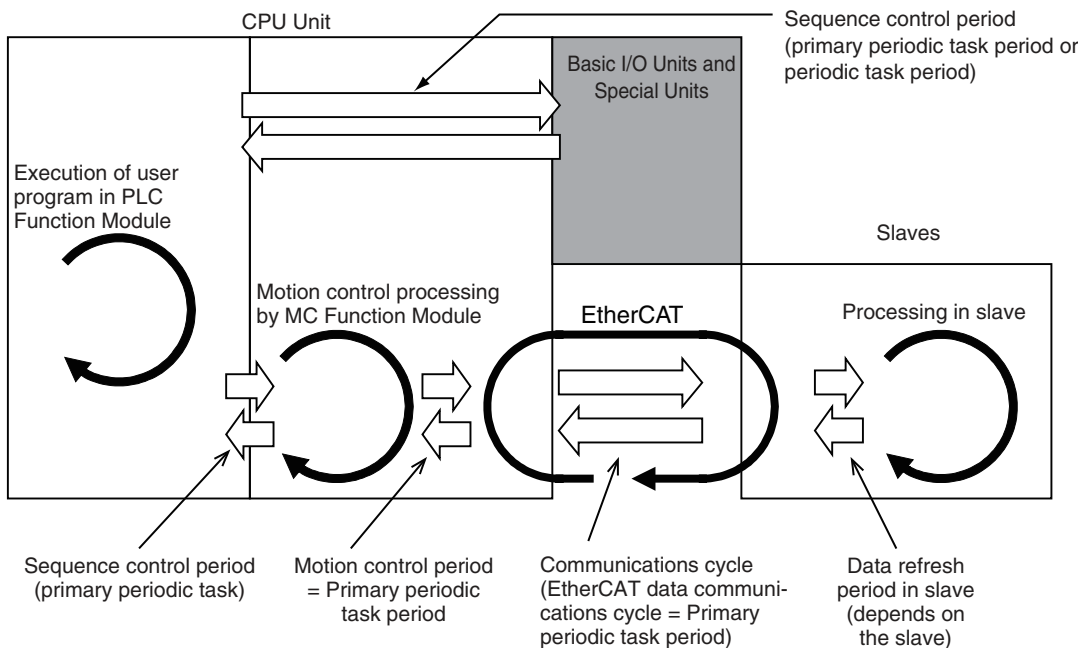 CPU Unit
Sequence control period
(primary periodic task period or
periodic task period)
Basic I/O Units and
Special Units
Execution of user
program in PLC
Function Module
Slaves
Motion control processing
by MC Function Module
EtherCAT
Processing in slave
Sequence control period
(primary periodic task)
Motion control period
= Primary periodic
task period
Communications cycle
(EtherCAT data communi-
cations cycle = Primary
periodic task period)
Data refresh
period in slave
(depends on
the slave)